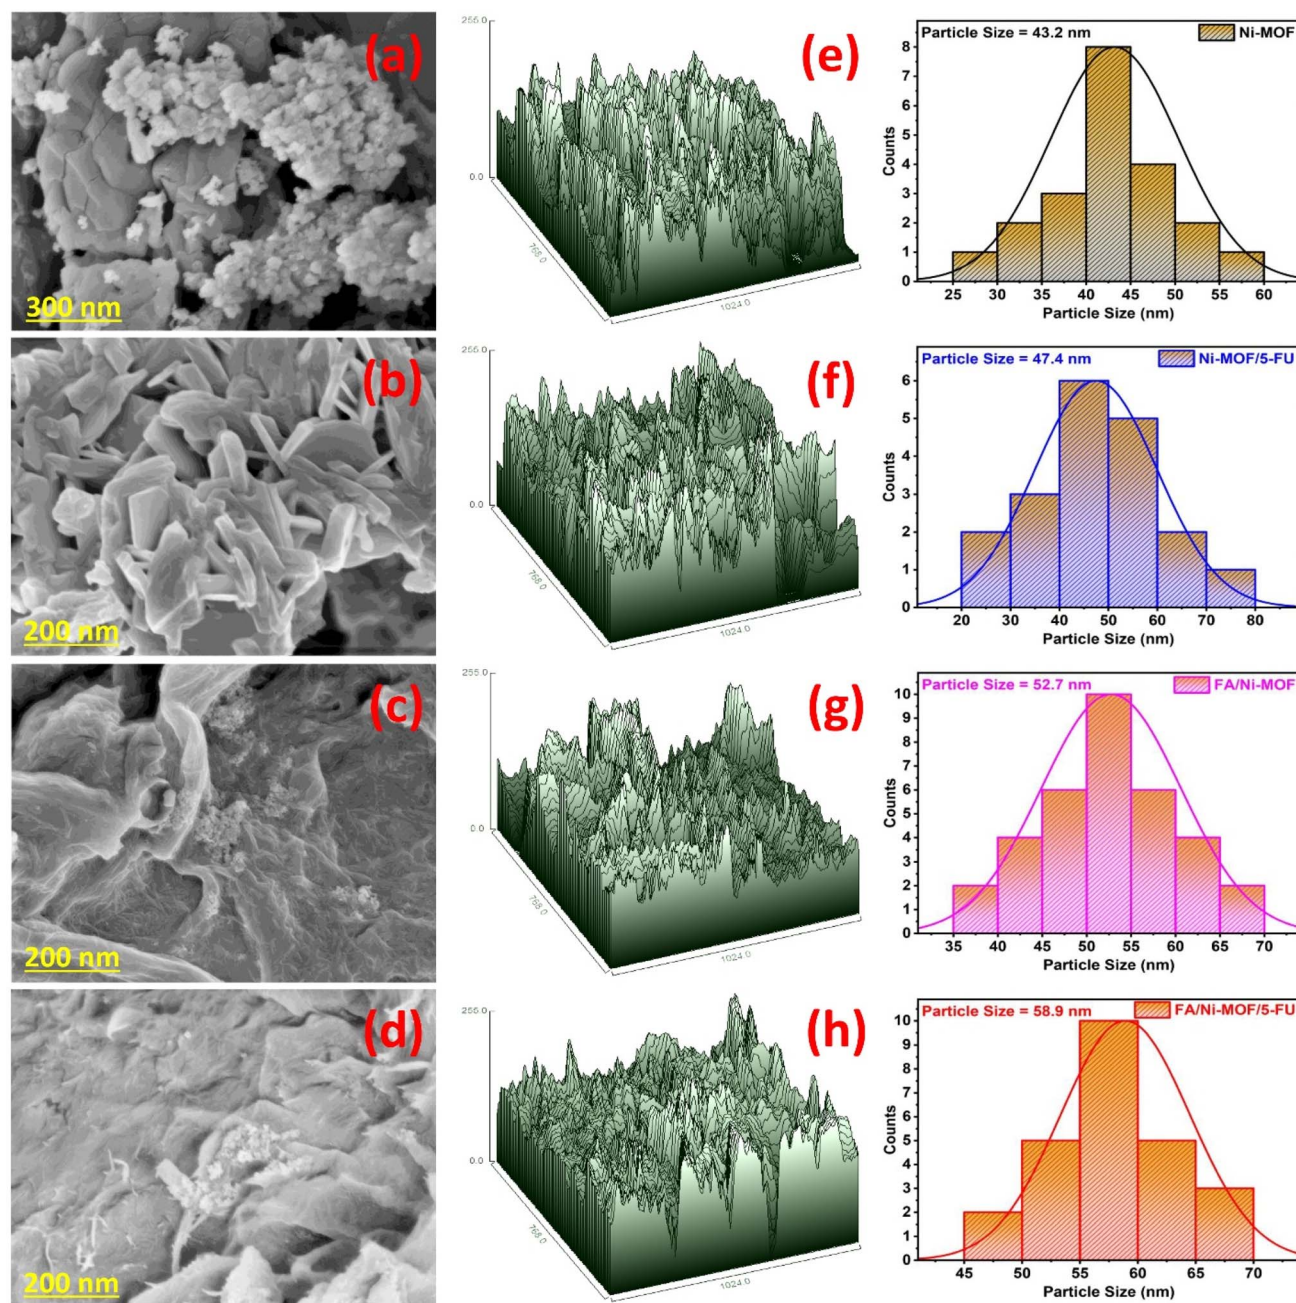 (a)
300 nm
255.0
0.0
768.0
1024.0
(e)
Particle Size = 43.2 nm
Ni-MOF
Counts
8
7
6
5
4
3
2
1
0
25 30 35 40 45 50 55 60
Particle Size (nm)
(b)
200 nm
255.0
0.0
768.0
1024.0
(f)
Particle Size = 47.4 nm
Ni-MOF/5-FU
Counts
6
5
4
3
2
1
0
20 30 40 50 60 70 80
Particle Size (nm)
(c)
200 nm
255.0
0.0
768.0
1024.0
(g)
Particle Size = 52.7 nm
FA/Ni-MOF
Counts
10
9
8
7
6
5
4
3
2
1
0
35 40 45 50 55 60 65 70
Particle Size (nm)
(d)
200 nm
255.0
0.0
768.0
1024.0
(h)
Particle Size = 58.9 nm
FA/Ni-MOF/5-FU
Counts
10
9
8
7
6
5
4
3
2
1
0
45 50 55 60 65 70
Particle Size (nm)